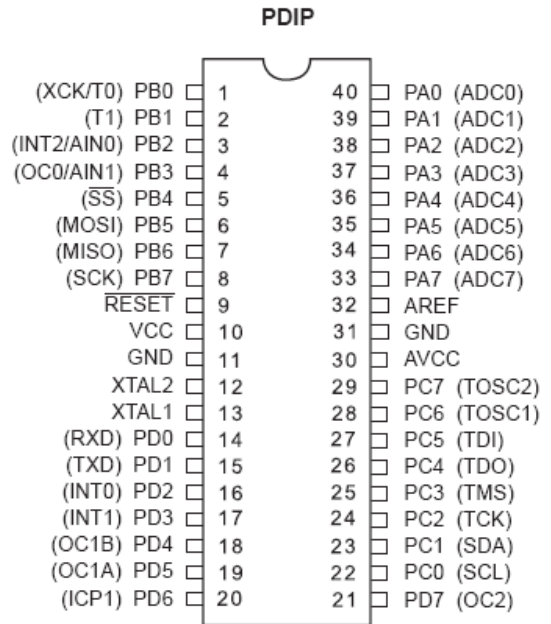 PDIP
(XCK/T0) PB0 1 40 PA0 (ADC0)
(T1) PB1 2 39 PA1 (ADC1)
(INT2/AIN0) PB2 3 38 PA2 (ADC2)
(OC0/AIN1) PB3 4 37 PA3 (ADC3)
(S̅S̅) PB4 5 36 PA4 (ADC4)
(MOSI) PB5 6 35 PA5 (ADC5)
(MISO) PB6 7 34 PA6 (ADC6)
(SCK) PB7 8 33 PA7 (ADC7)
R̅E̅S̅E̅T̅ 9 32 AREF
VCC 10 31 GND
GND 11 30 AVCC
XTAL2 12 29 PC7 (TOSC2)
XTAL1 13 28 PC6 (TOSC1)
(RXD) PD0 14 27 PC5 (TDI)
(TXD) PD1 15 26 PC4 (TDO)
(INT0) PD2 16 25 PC3 (TMS)
(INT1) PD3 17 24 PC2 (TCK)
(OC1B) PD4 18 23 PC1 (SDA)
(OC1A) PD5 19 22 PC0 (SCL)
(ICP1) PD6 20 21 PD7 (OC2)